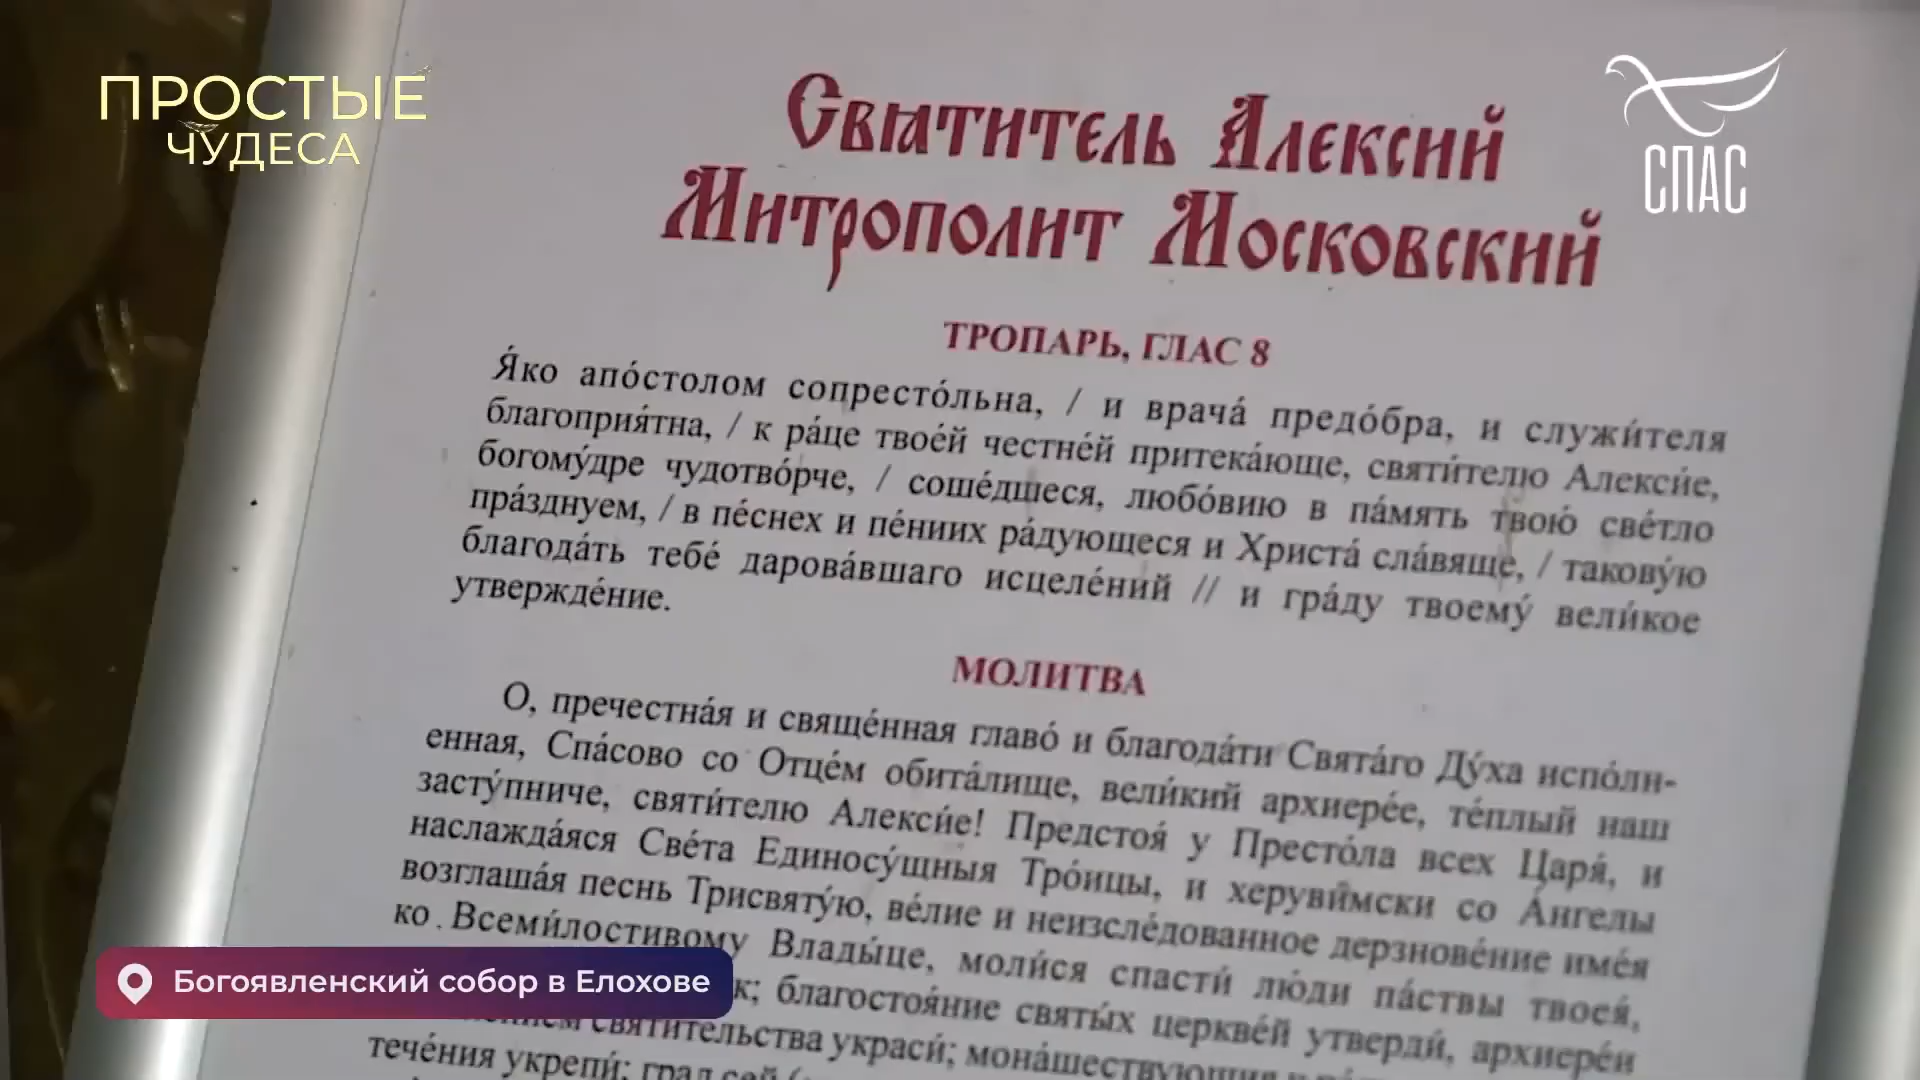 ПРОСТЫЕ
ЧУДЕСА
СПАС
Святитель Алексий
Митрополит Московский
ТРОПАРЬ, ГЛАС 8
Я́ко апо́столом сопресто́льна, / и врача́ предо́бра, и служи́теля
благоприя́тна, / к ра́це твое́й честне́й притека́юще, святи́телю Алекси́е,
богому́дре чудотво́рче, / соше́дшеся, любо́вию в па́мять твою́ све́тло
пра́зднуем, / в пе́снех и пе́ниих ра́дующеся и Христа́ сла́вяще, / такову́ю
благода́ть тебе́ дарова́вшаго исцеле́ний // и гра́ду твоему́ вели́кое
утвержде́ние.
МОЛИТВА
О, пречестна́я и свяще́нная главо́ и благода́ти Свята́го Ду́ха испо́лн-
енная, Спа́сово со Отце́м обита́лище, вели́кий архиере́е, те́плый наш
засту́пниче, святи́телю Алекси́е! Предстоя́ у Престо́ла всех Царя́, и
наслажда́яся Све́та Единосу́щныя Тро́ицы, и херуви́мски со А́нгелы
возглаша́я песнь Трисвяту́ю, ве́лие и неизсле́дованное дерзнове́ние име́я
ко Всеми́лостивому Влады́це, моли́ся спасти́ лю́ди па́ствы твоея́,
к; благостоя́ние святы́х церкве́й утверди́, архиере́и
святи́тельства украси́; мона́шествующия
тече́ния укрепи́; град сей
Богоявленский собор в Елохове